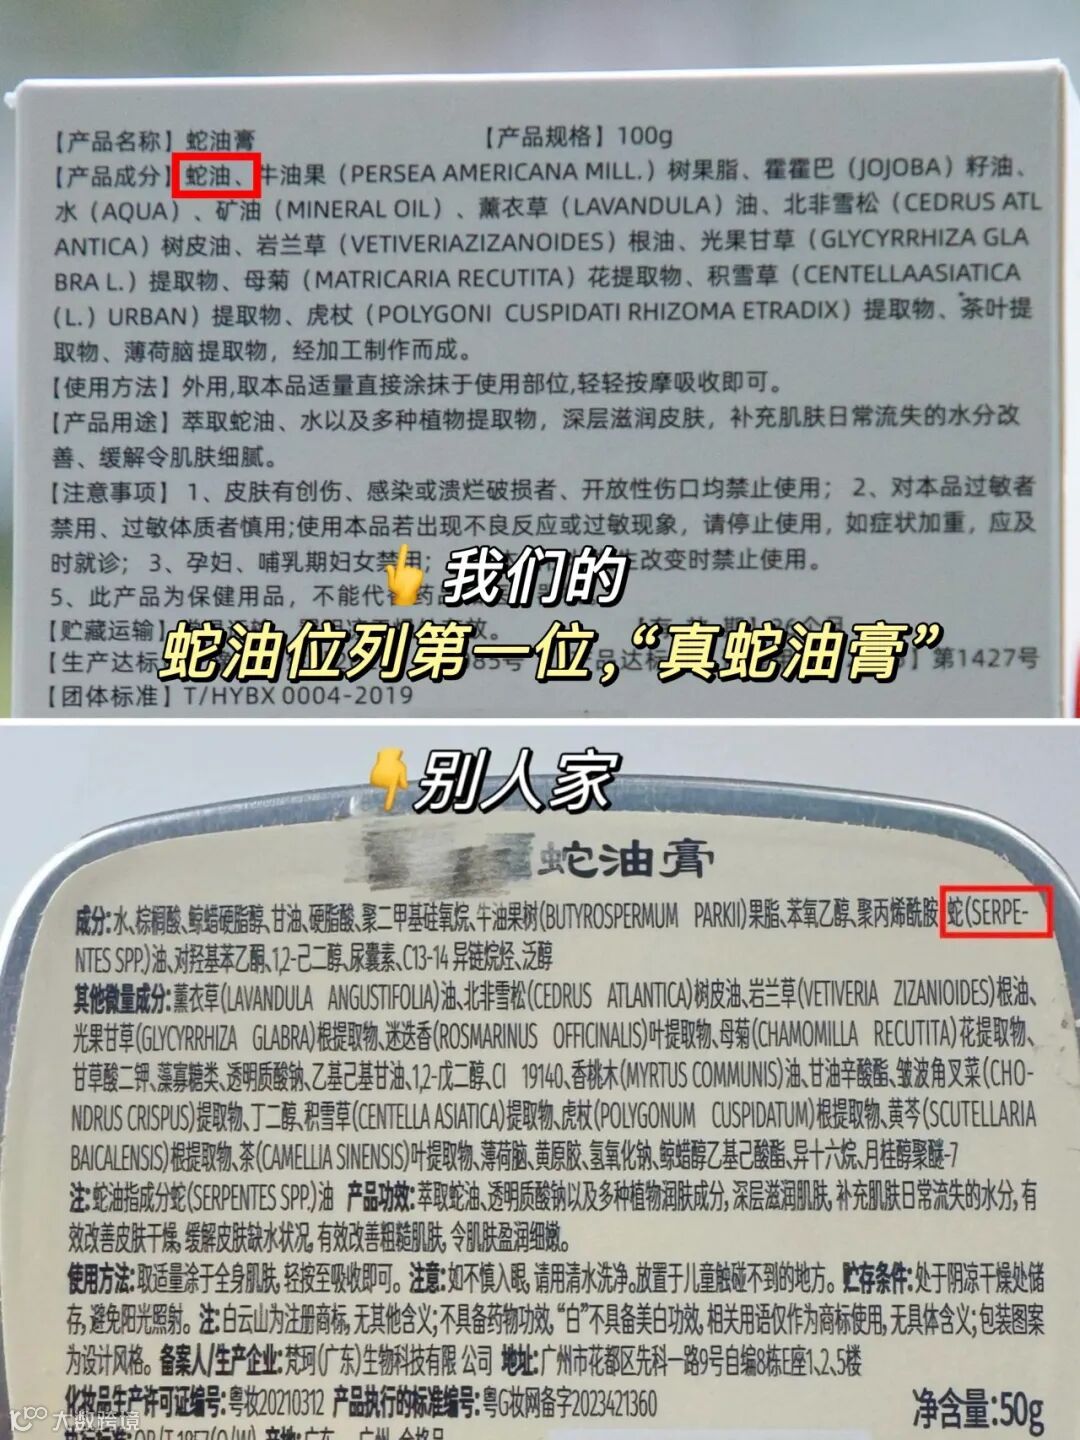 【产品名称】蛇油膏 【产品规格】100g
【产品成分】蛇油、牛油果（PERSEA AMERICANA MILL.）树果脂、霍霍巴（JOJOBA）籽油、
水（AQUA）、矿油（MINERAL OIL）、薰衣草（LAVANDULA）油、北非雪松（CEDRUS ATL
ANTICA）树皮油、岩兰草（VETIVERIAZIZANOIDES）根油、光果甘草（GLYCYRRHIZA GLA
BRA L.）提取物、母菊（MATRICARIA RECUTITA）花提取物、积雪草（CENTELLAASIATICA
（L.）URBAN）提取物、虎杖（POLYGONI CUSPIDATI RHIZOMA ETRADIX）提取物、茶叶提
取物、薄荷脑提取物，经加工制作而成。
【使用方法】外用,取本品适量直接涂抹于使用部位,轻轻按摩吸收即可。
【产品用途】萃取蛇油、水以及多种植物提取物，深层滋润皮肤，补充肌肤日常流失的水分改
善、缓解令肌肤细腻。
【注意事项】1、皮肤有创伤、感染或溃烂破损者、开放性伤口均禁止使用； 2、对本品过敏者
禁用、过敏体质者慎用;使用本品若出现不良反应或过敏现象，请停止使用，如症状加重，应及
时就诊； 3、孕妇、哺乳期妇女禁用； 生改变时禁止使用。
👆我们的
5、此产品为保健用品，不能代替药
【贮藏运输】
蛇油位列第一位,“真蛇油膏”
【生产达标 第1427号
【团体标准】T/HYBX 0004-2019
👇别人家
蛇油膏
成分:水、棕榈酸、鲸蜡硬脂醇、甘油、硬脂酸、聚二甲基硅氧烷、牛油果树(BUTYROSPERMUM PARKII)果脂、苯氧乙醇、聚丙烯酰胺、蛇(SERPE-
NTES SPP.)油、对羟基苯乙酮、1,2-己二醇、尿囊素、C13-14 异链烷烃、泛醇
其他微量成分:薰衣草(LAVANDULA ANGUSTIFOLIA)油、北非雪松(CEDRUS ATLANTICA)树皮油、岩兰草(VETIVERIA ZIZANIOIDES)根油、
光果甘草(GLYCYRRHIZA GLABRA)根提取物、迷迭香(ROSMARINUS OFFICINALIS)叶提取物、母菊(CHAMOMILLA RECUTITA)花提取物、
甘草酸二钾、藻寡糖类、透明质酸钠、乙基己基甘油、1,2-戊二醇、CI 19140、香桃木(MYRTUS COMMUNIS)油、甘油辛酸酯、皱波角叉菜(CHO-
NDRUS CRISPUS)提取物、丁二醇、积雪草(CENTELLA ASIATICA)提取物、虎杖(POLYGONUM CUSPIDATUM)根提取物、黄芩(SCUTELLARIA
BAICALENSIS)根提取物、茶(CAMELLIA SINENSIS)叶提取物、薄荷脑、黄原胶、氢氧化钠、鲸蜡醇乙基己酸酯、异十六烷、月桂醇聚醚-7
注:蛇油指成分蛇(SERPENTES SPP.)油 产品功效:萃取蛇油、透明质酸钠以及多种植物润肤成分,深层滋润肌肤,补充肌肤日常流失的水分,有
效改善皮肤干燥,缓解皮肤缺水状况,有效改善粗糙肌肤,令肌肤盈润细嫩。
使用方法:取适量涂于全身肌肤,轻按至吸收即可。注意:如不慎入眼,请用清水洗净。放置于儿童触碰不到的地方。贮存条件:处于阴凉干燥处储
存,避免阳光照射。注:白云山为注册商标,无其他含义;不具备药物功效,“白”不具备美白功效,相关用语仅作为商标使用,无具体含义;包装图案
为设计风格。备案人/生产企业:梵珂(广东)生物科技有限公司 地址:广州市花都区先科一路9号自编8栋E座1、2、5楼
化妆品生产许可证编号:粤妆20210312 产品执行的标准编号:粤G妆网备字2023421360
净含量:50g
大数跨境